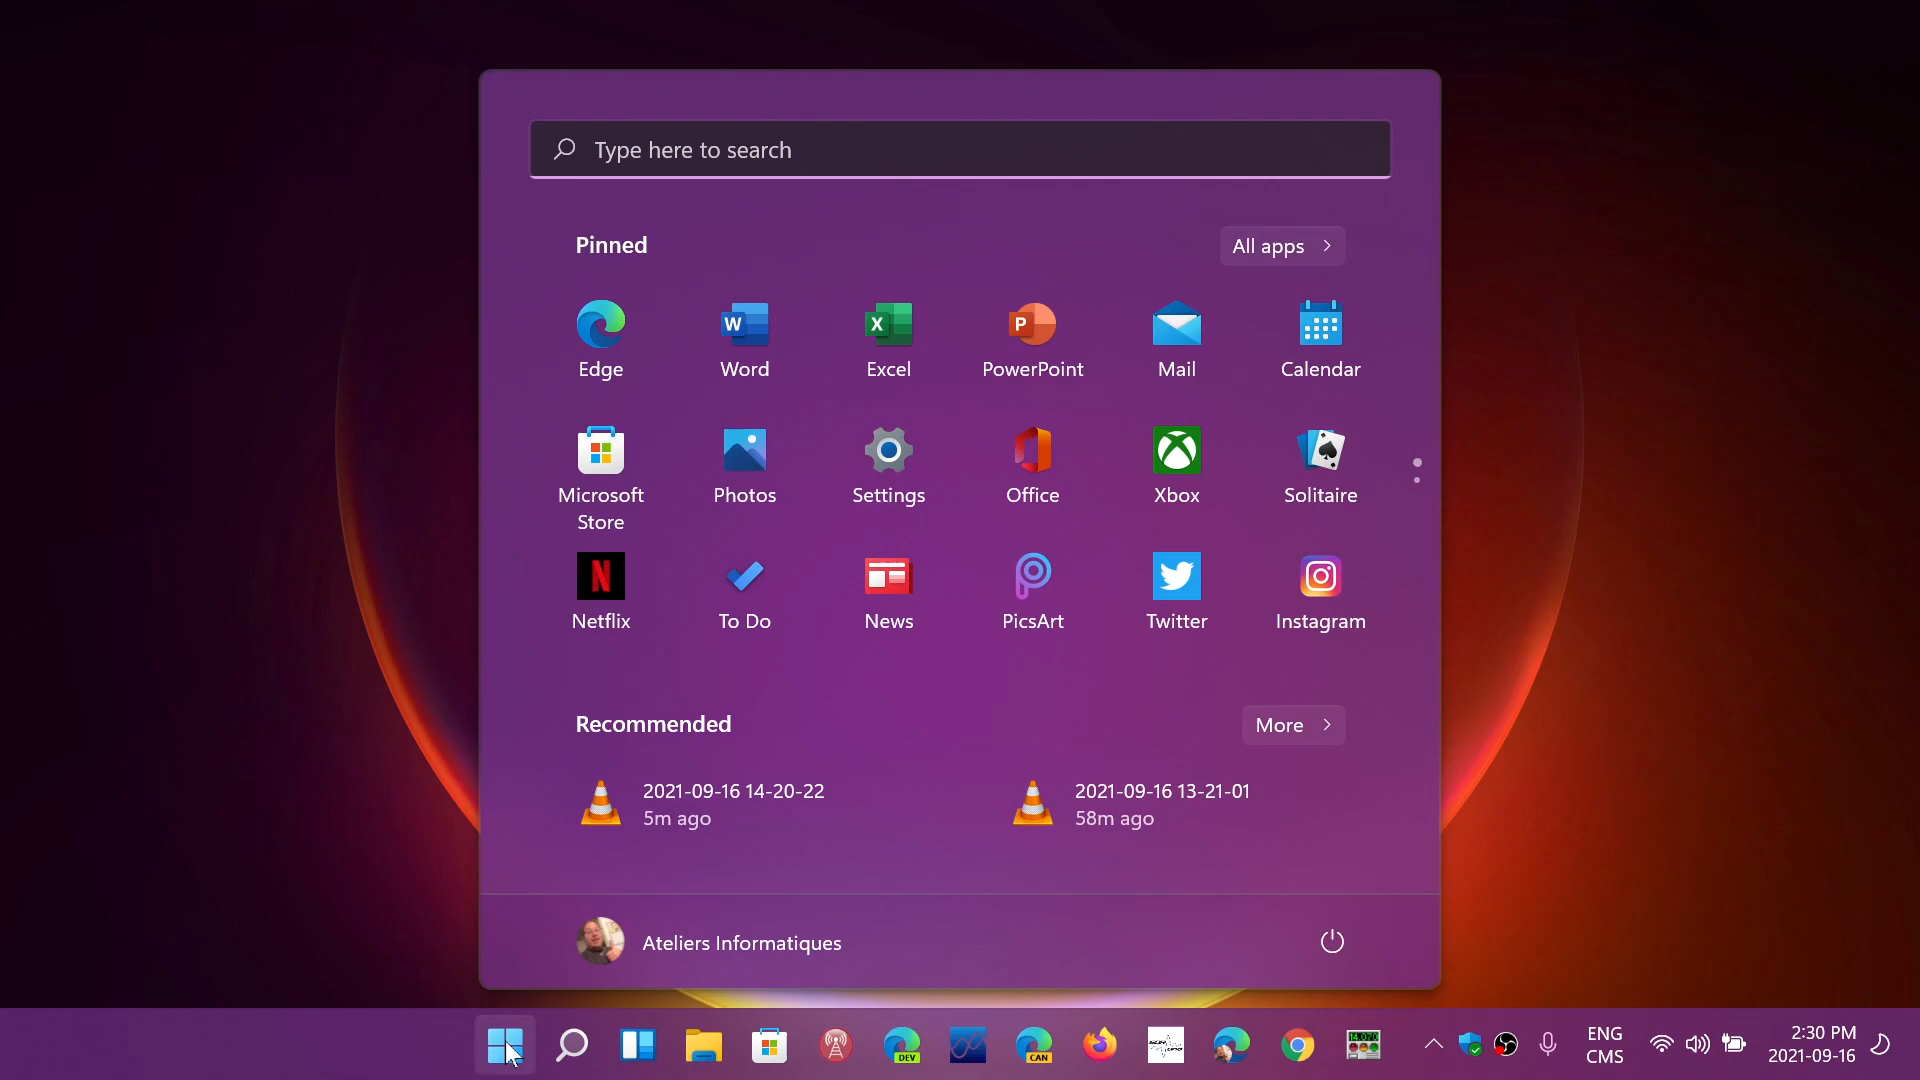 Type here to search
Pinned
All apps
Edge
Word
Excel
PowerPoint
Mail
Calendar
Microsoft
Store
Photos
Settings
Office
Xbox
Solitaire
Netflix
To Do
News
PicsArt
Twitter
Instagram
Recommended
More
2021-09-16 14-20-22
5m ago
2021-09-16 13-21-01
58m ago
Ateliers Informatiques
DEV
CAN
ENG
CMS
2:30 PM
2021-09-16